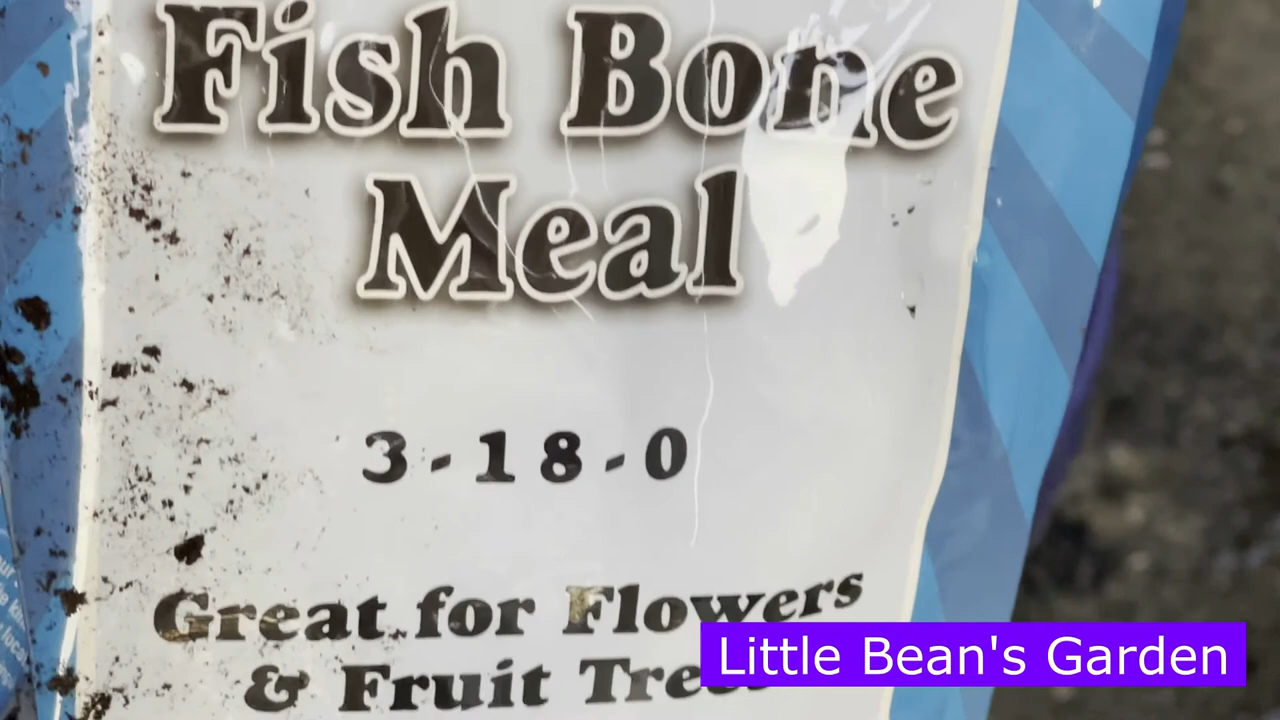 Fish Bone
Meal
3-18-0
Great for Flowers
& Fruit
Little Bean's Garden